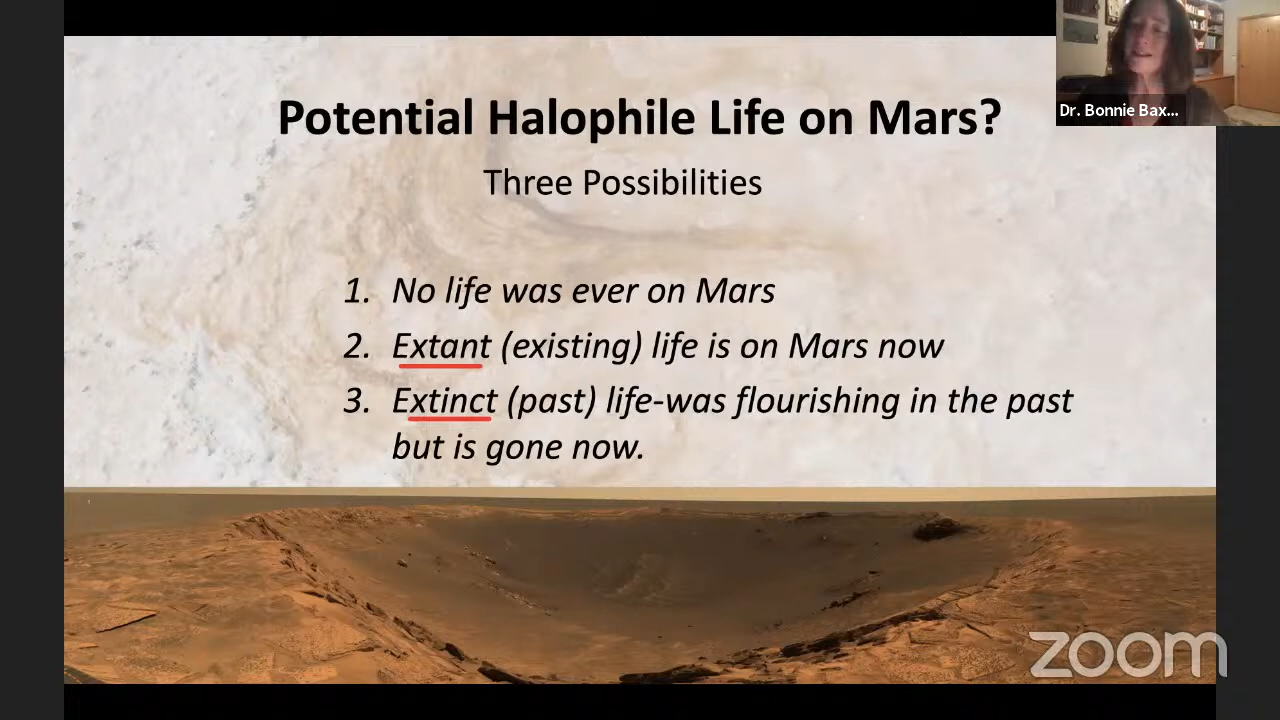 Dr. Bonnie Bax...
Potential Halophile Life on Mars?
Three Possibilities
1. No life was ever on Mars
2. Extant (existing) life is on Mars now
3. Extinct (past) life-was flourishing in the past
but is gone now.
zoom